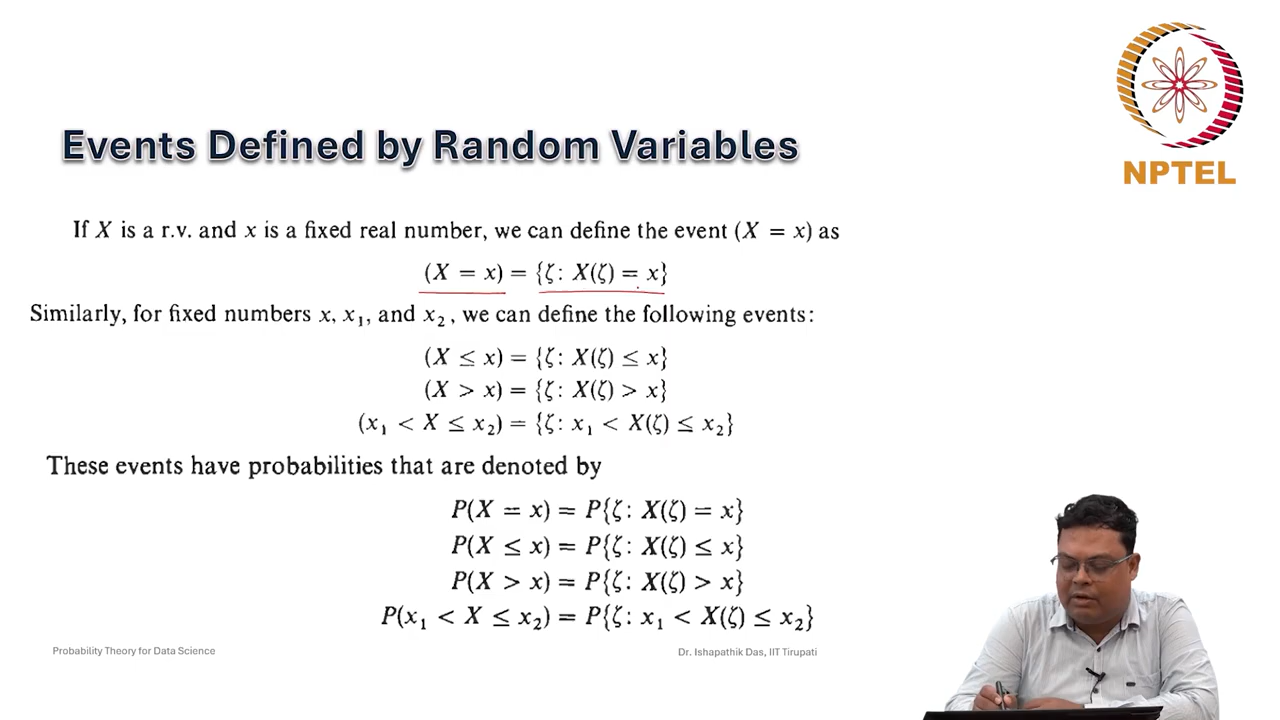 NPTEL
Events Defined by Random Variables
If X is a r.v. and x is a fixed real number, we can define the event (X = x) as
(X = x) = {ζ: X(ζ) = x}
Similarly, for fixed numbers x, x₁, and x₂, we can define the following events:
(X ≤ x) = {ζ: X(ζ) ≤ x}
(X > x) = {ζ: X(ζ) > x}
(x₁ < X ≤ x₂) = {ζ: x₁ < X(ζ) ≤ x₂}
These events have probabilities that are denoted by
P(X = x) = P{ζ: X(ζ) = x}
P(X ≤ x) = P{ζ: X(ζ) ≤ x}
P(X > x) = P{ζ: X(ζ) > x}
P(x₁ < X ≤ x₂) = P{ζ: x₁ < X(ζ) ≤ x₂}
Probability Theory for Data Science
Dr. Ishapathik Das, IIT Tirupati